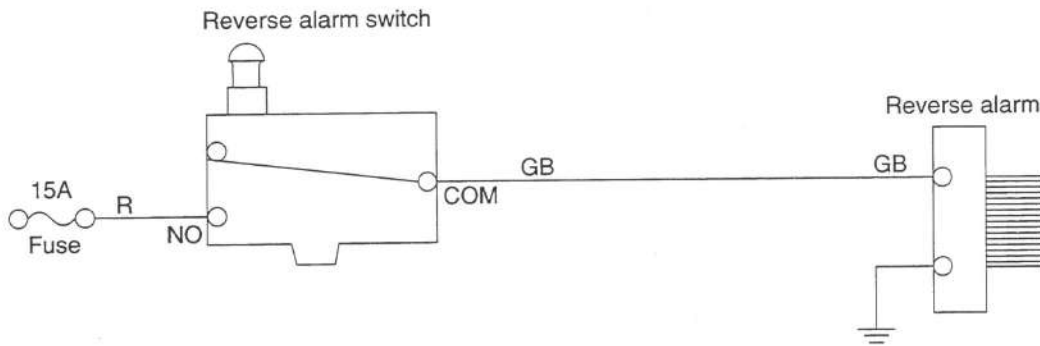 Reverse alarm switch
Reverse alarm
15A
Fuse
R
NO
COM
GB
GB